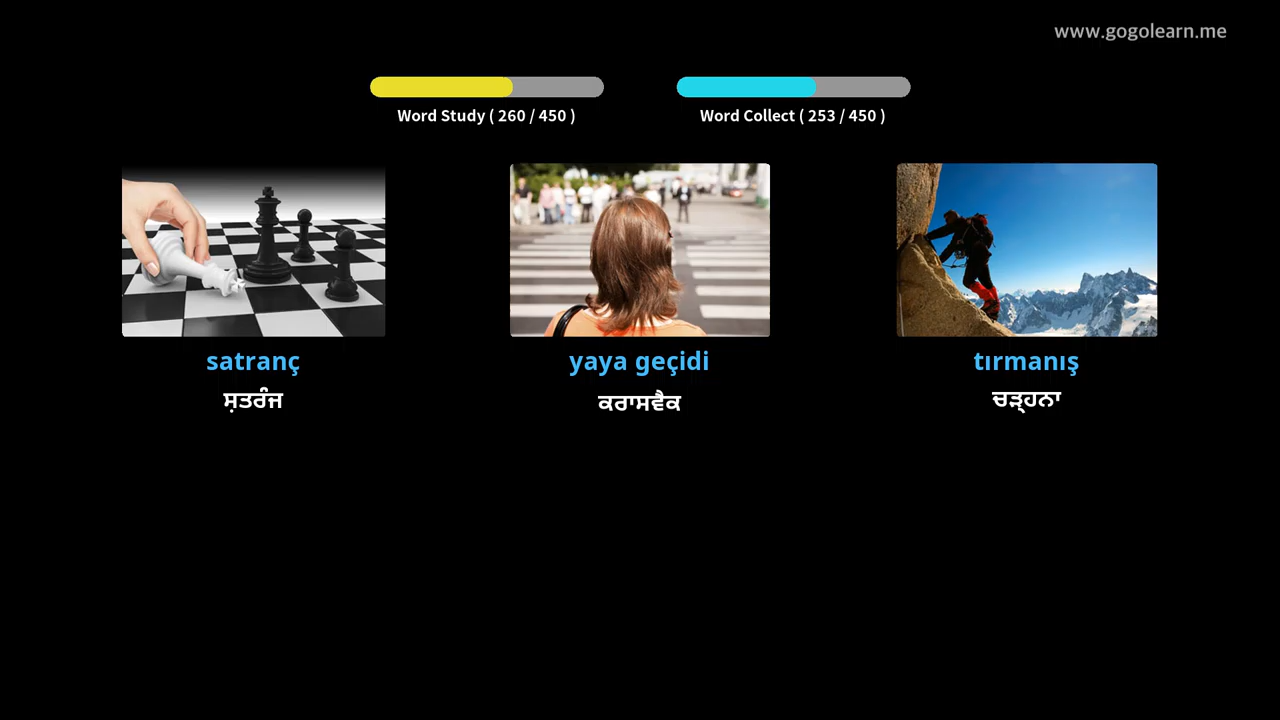 www.gogolearn.me
Word Study ( 260 / 450 )
Word Collect ( 253 / 450 )
satranç
yaya geçidi
tırmanış
ਸ਼ਤਰੰਜ
ਕਰਾਸਵੈਕ
ਚੜ੍ਹਨਾ